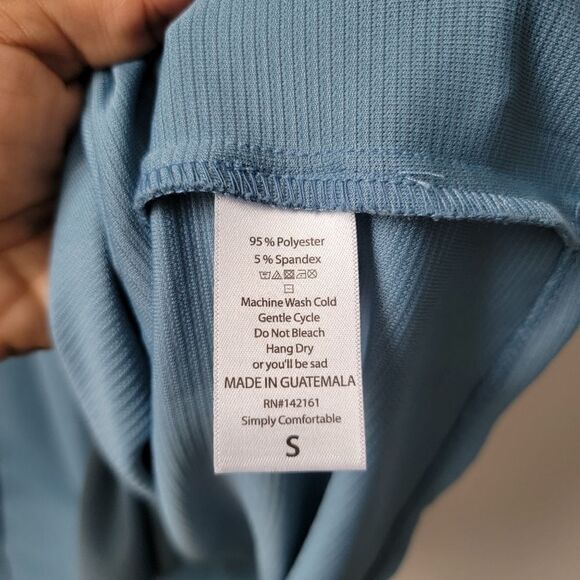 95 % Polyester
5 % Spandex
Machine Wash Cold
Gentle Cycle
Do Not Bleach
Hang Dry
or you'll be sad
MADE IN GUATEMALA
RN#142161
Simply Comfortable
S